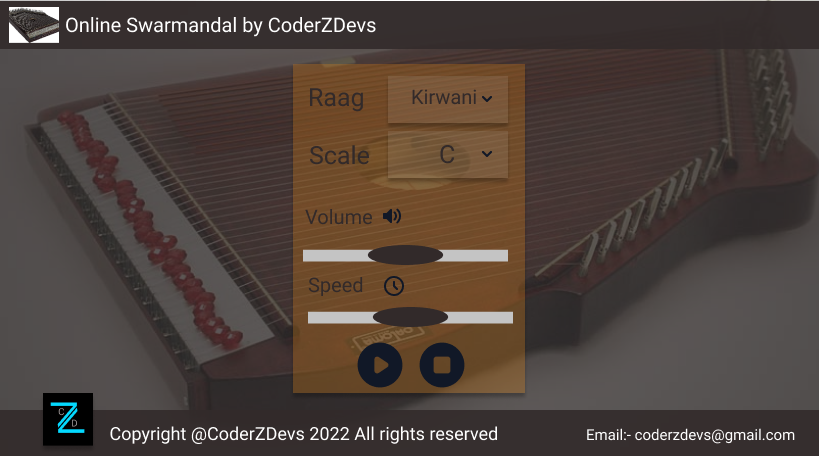 Online Swarmandal by CoderZDevs
Raag
Kirwani
Scale
C
Volume
Speed
paloma
C
D
Copyright @CoderZDevs 2022 All rights reserved
Email:- coderzdevs@gmail.com